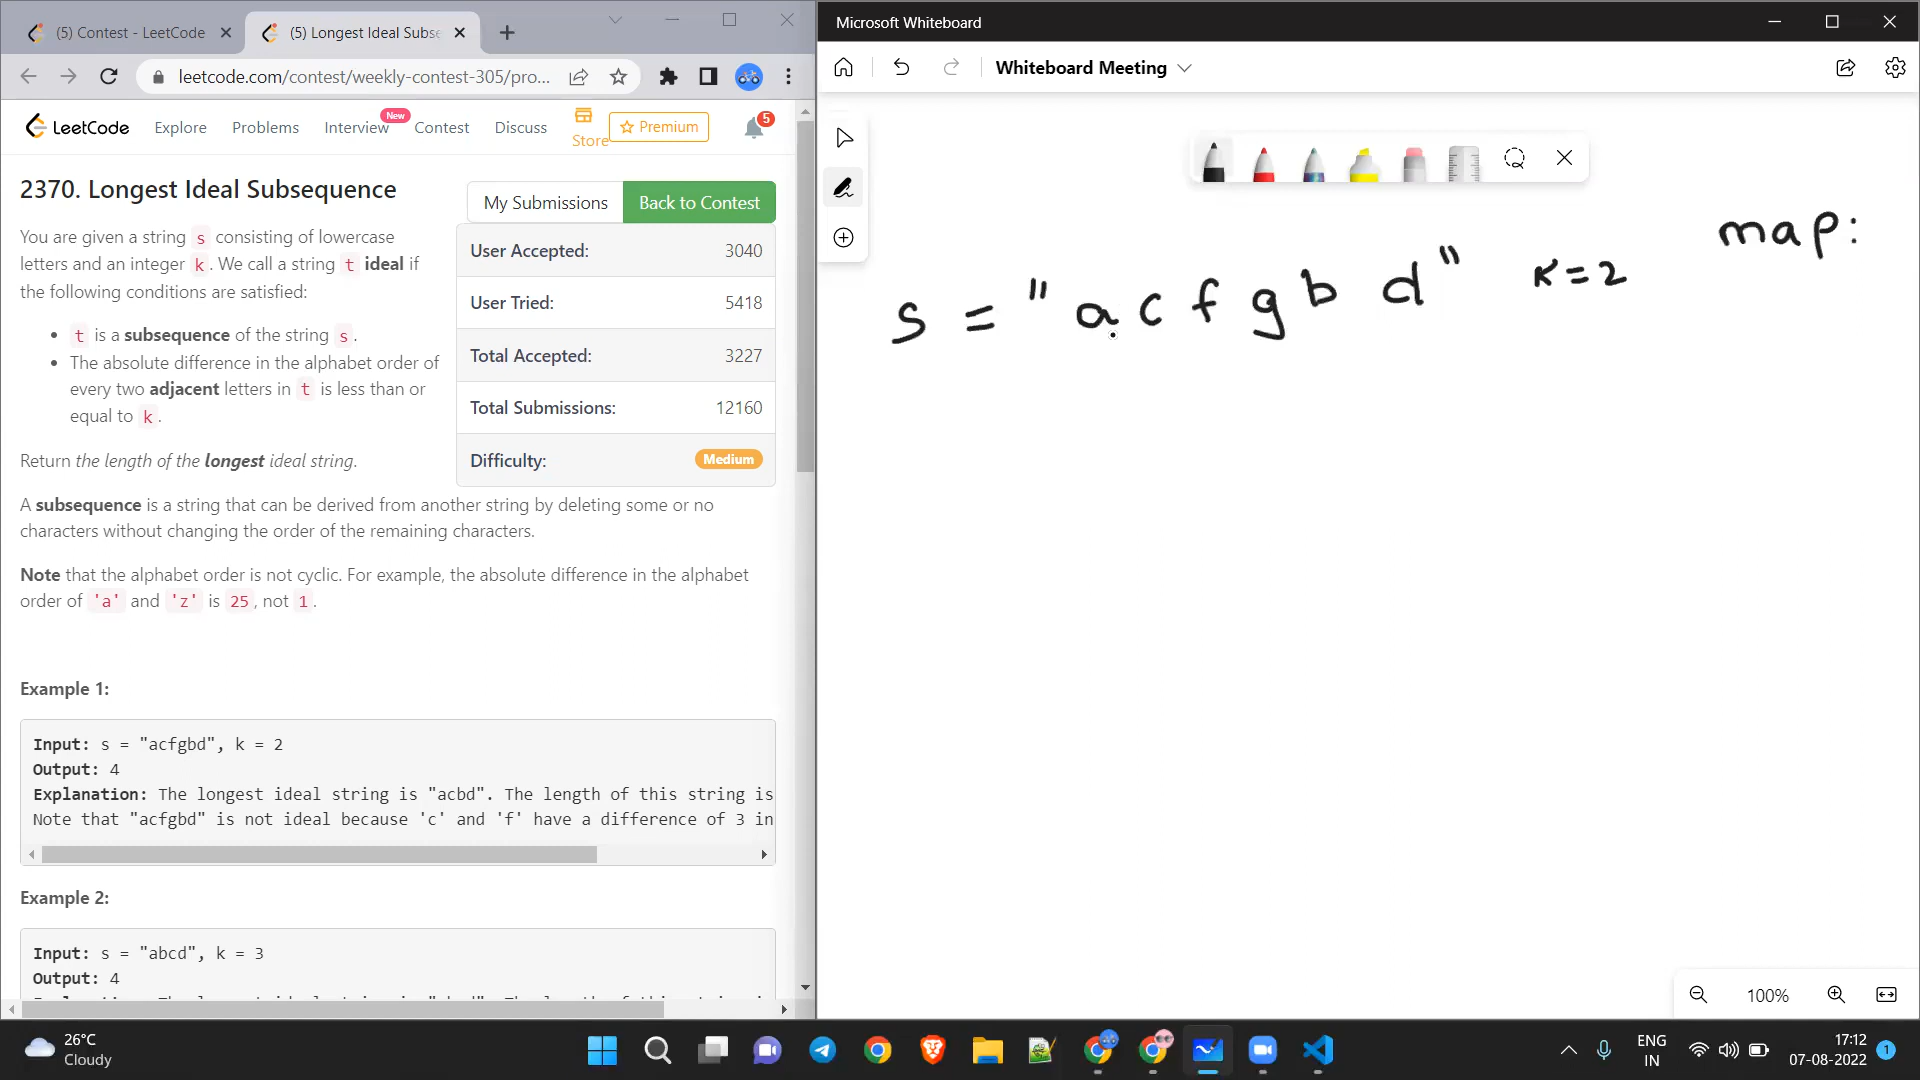 (5) Contest - LeetCode
(5) Longest Ideal Subse
leetcode.com/contest/weekly-contest-305/pro...
LeetCode
Explore
Problems
Interview
New
Contest
Discuss
Store
Premium
5
2370. Longest Ideal Subsequence
My Submissions
Back to Contest
You are given a string s consisting of lowercase
letters and an integer k . We call a string t ideal if
the following conditions are satisfied:
t is a subsequence of the string s .
The absolute difference in the alphabet order of
every two adjacent letters in t is less than or
equal to k .
Return the length of the longest ideal string.
User Accepted: 3040
User Tried: 5418
Total Accepted: 3227
Total Submissions: 12160
Difficulty: Medium
A subsequence is a string that can be derived from another string by deleting some or no
characters without changing the order of the remaining characters.
Note that the alphabet order is not cyclic. For example, the absolute difference in the alphabet
order of 'a' and 'z' is 25 , not 1 .
Example 1:
Input: s = "acfgbd", k = 2
Output: 4
Explanation: The longest ideal string is "acbd". The length of this string is
Note that "acfgbd" is not ideal because 'c' and 'f' have a difference of 3 in
Example 2:
Input: s = "abcd", k = 3
Output: 4
Microsoft Whiteboard
Whiteboard Meeting
map:
s = "acfgbd" K=2
100%
26°C
Cloudy
ENG
IN
17:12
07-08-2022
1